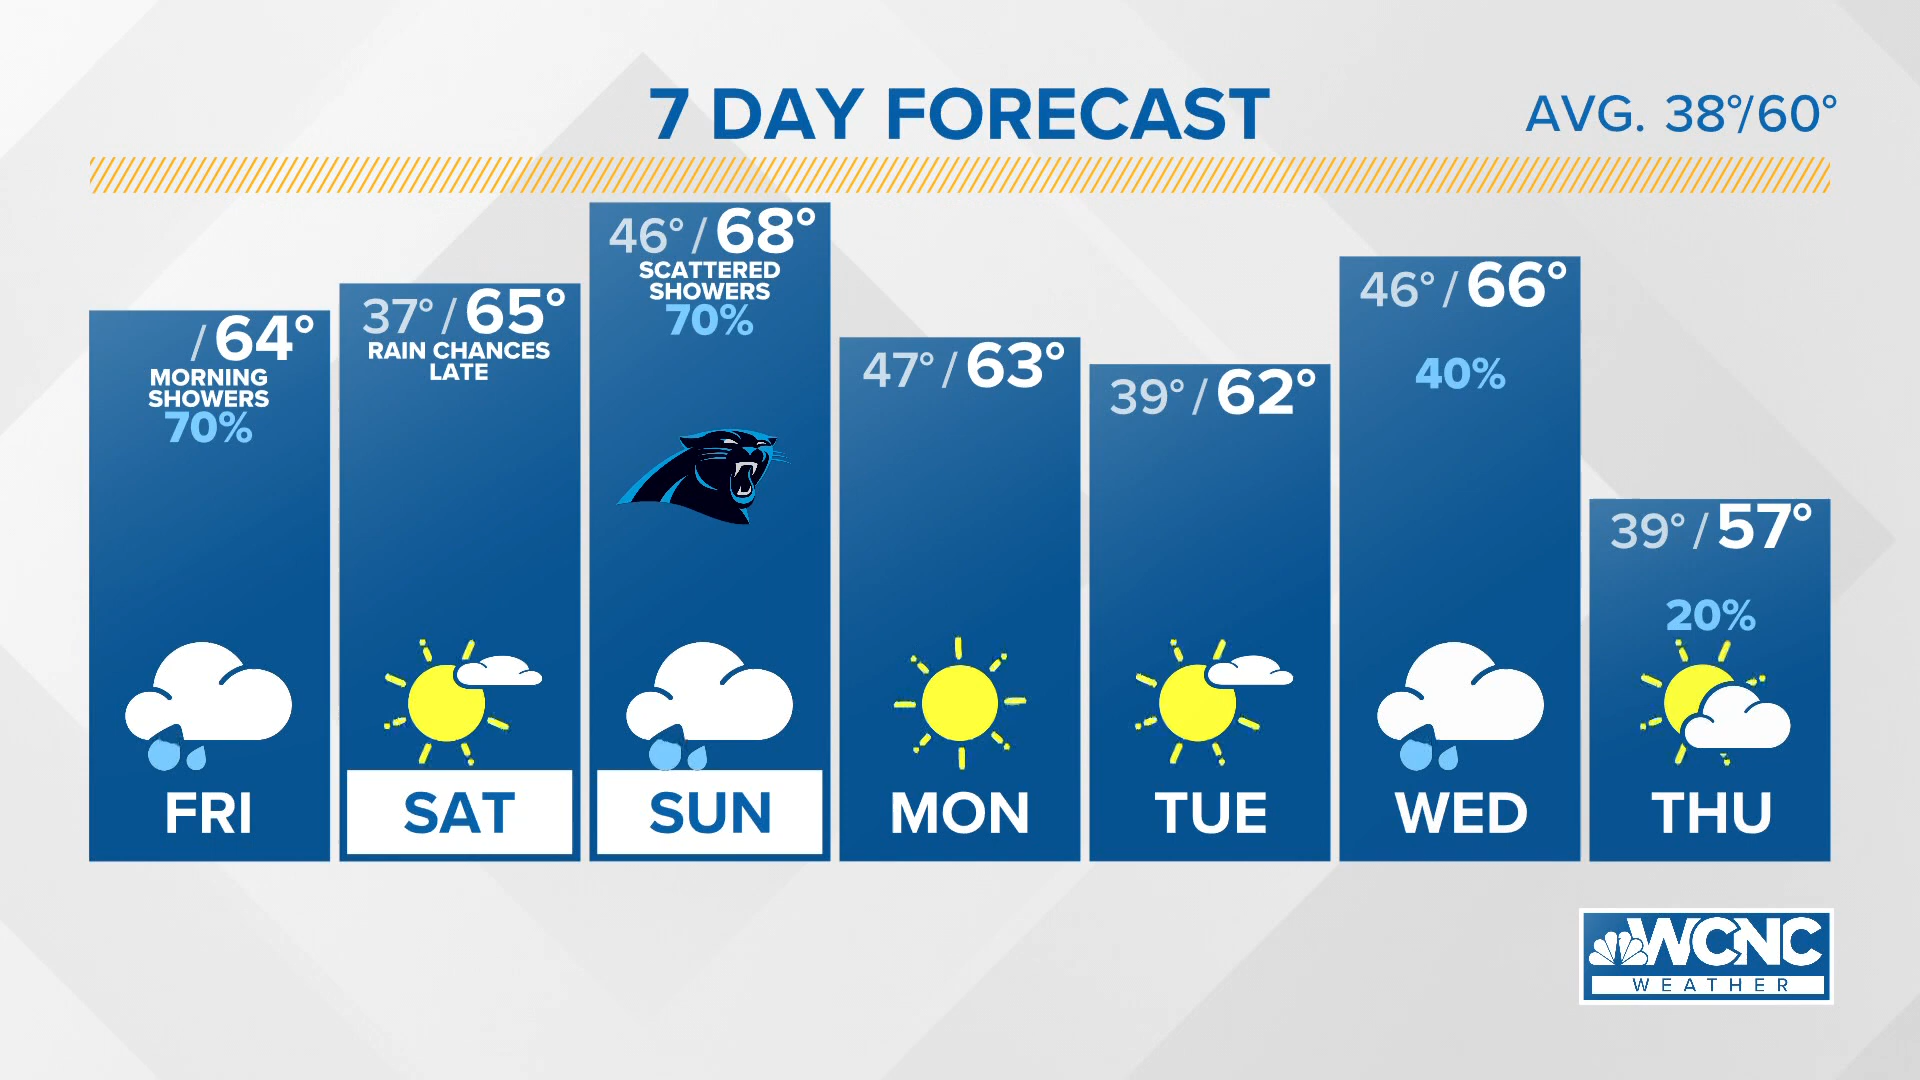 7 DAY FORECAST
AVG. 38°/60°
/ 64°
MORNING
SHOWERS
70%
FRI
37° / 65°
RAIN CHANCES
LATE
SAT
46° / 68°
SCATTERED
SHOWERS
70%
SUN
47° / 63°
MON
39° / 62°
TUE
46° / 66°
40%
WED
39° / 57°
20%
THU
WCNC
WEATHER